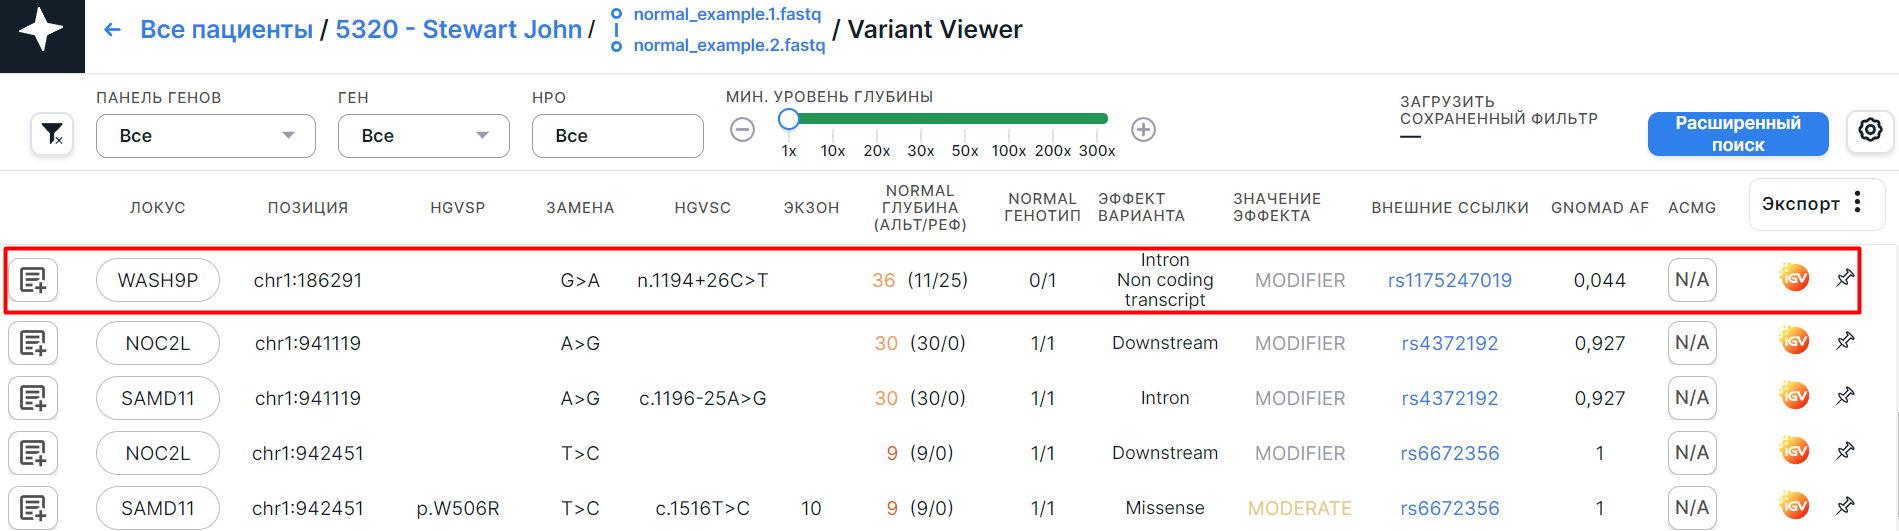 ← Все пациенты / 5320 - Stewart John / normal_example.1.fastq
normal_example.2.fastq / Variant Viewer
ПАНЕЛЬ ГЕНОВ
Все
ГЕН
Все
HPO
Все
МИН. УРОВЕНЬ ГЛУБИНЫ
1x 10x 20x 30x 50x 100x 200x 300x
ЗАГРУЗИТЬ
СОХРАНЕННЫЙ ФИЛЬТР
—
Расширенный
поиск
ЛОКУС ПОЗИЦИЯ HGVSP ЗАМЕНА HGVSC ЭКЗОН NORMAL ГЛУБИНА (АЛЬТ/РЕФ) NORMAL ГЕНОТИП ЭФФЕКТ ВАРИАНТА ЗНАЧЕНИЕ ЭФФЕКТА ВНЕШНИЕ ССЫЛКИ GNOMAD AF ACMG Экспорт
WASH9P chr1:186291 G>A n.1194+26C>T 36 (11/25) 0/1 Intron Non coding transcript MODIFIER rs1175247019 0,044 N/A IGV
NOC2L chr1:941119 A>G 30 (30/0) 1/1 Downstream MODIFIER rs4372192 0,927 N/A IGV
SAMD11 chr1:941119 A>G c.1196-25A>G 30 (30/0) 1/1 Intron MODIFIER rs4372192 0,927 N/A IGV
NOC2L chr1:942451 T>C 9 (9/0) 1/1 Downstream MODIFIER rs6672356 1 N/A IGV
SAMD11 chr1:942451 p.W506R T>C c.1516T>C 10 9 (9/0) 1/1 Missense MODERATE rs6672356 1 N/A IGV